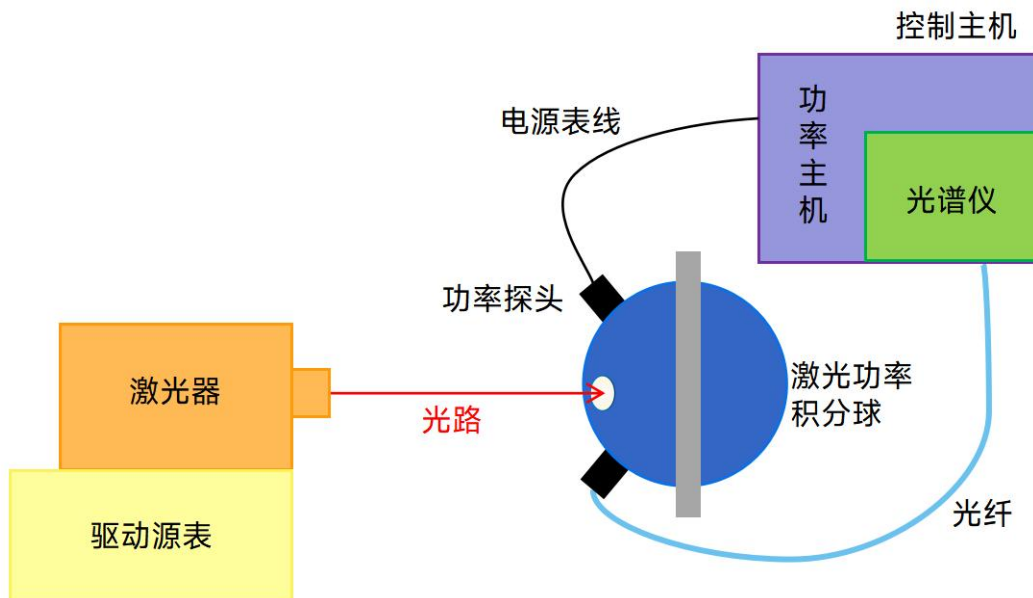 控制主机
功率主机
光谱仪
电源表线
功率探头
激光器
光路
激光功率
积分球
驱动源表
光纤